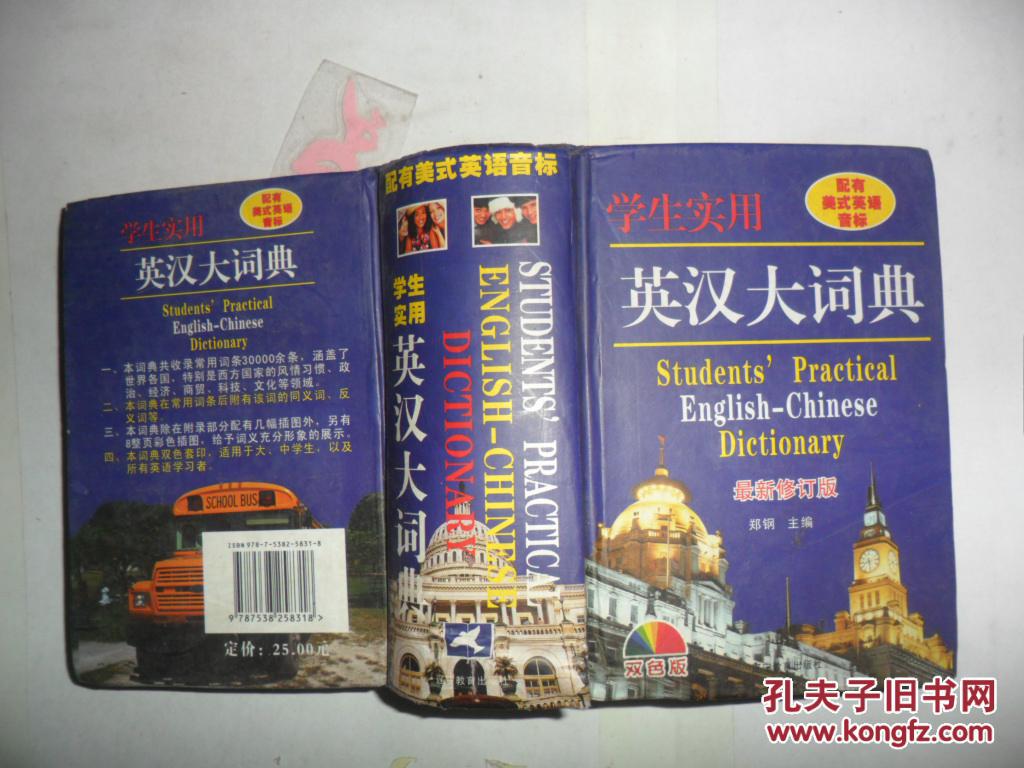 学生实用
配有
美式英语
音标
英汉大词典
Students' Practical
English-Chinese
Dictionary
一、本词典共收录常用词条30000余条，涵盖了
世界各国、特别是西方国家的风情习惯、政
治、经济、商贸、科技、文化等领域。
二、本词典在常用词条后附有该词的同义词、反
义词等。
三、本词典除在附录部分配有几幅插图外，另有
8整页彩色插图，给予词义充分形象的展示。
四、本词典双色套印，适用于大、中学生，以及
所有英语学习者。
SCHOOL BUS
ISBN 978-7-5382-5831-8
9 787538 258318 >
定价：25.00元
配有美式英语音标
学生
实用
英汉大词典
STUDENTS' PRACTICAL
ENGLISH-CHINESE
DICTIONARY
教育出版社
学生实用
配有
美式英语
音标
英汉大词典
Students' Practical
English-Chinese
Dictionary
最新修订版
郑钢 主编
双色版
教育出版社
孔夫子旧书网
www.kongfz.com